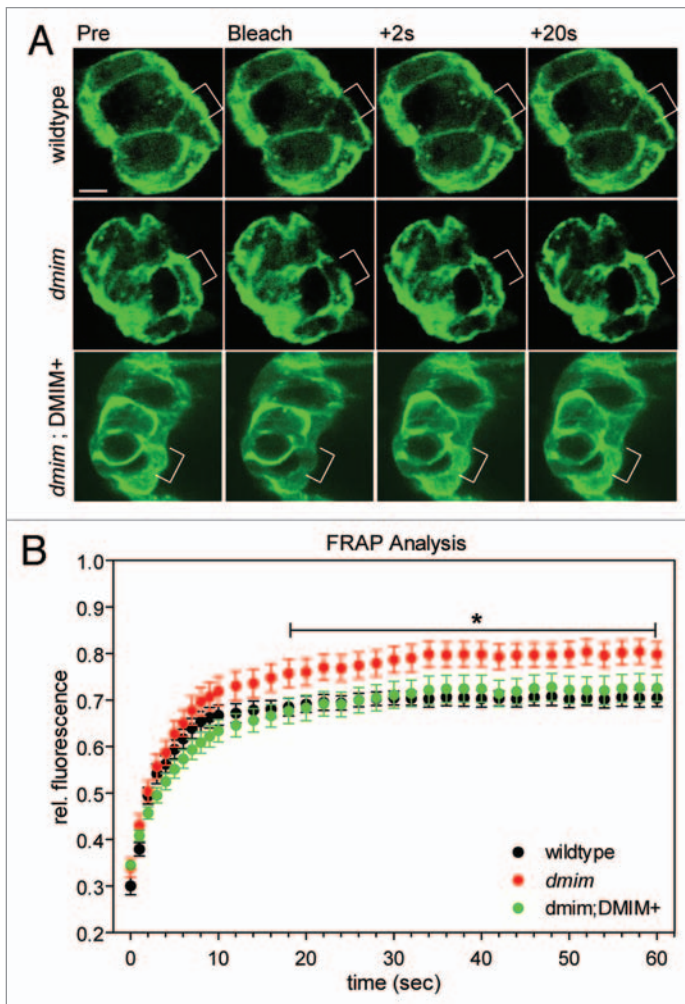 A
Pre Bleach +2s +20s
wildtype
dmim
dmim ; DMIM+
B
FRAP Analysis
1.0
*
0.9
0.8
0.7
0.6
0.5
0.4
0.3
0.2
rel. fluorescence
wildtype
dmim
dmim;DMIM+
0 10 20 30 40 50 60
time (sec)